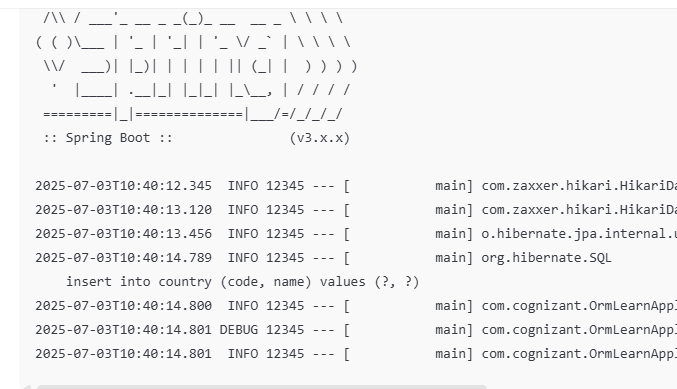 /\\ / ___'_ __ _ _(_)_ __  __ _ \ \ \ \
( ( )\___ | '_ | '_| | '_ \/ _` | \ \ \ \
 \\/  ___)| |_)| | | | | || (_| |  ) ) ) )
  '  |____| .__|_| |_|_| |_\__, | / / / /
 =========|_|==============|___/=/_/_/_/
 :: Spring Boot ::               (v3.x.x)
2025-07-03T10:40:12.345  INFO 12345 --- [           main] com.zaxxer.hikari.HikariDa
2025-07-03T10:40:13.120  INFO 12345 --- [           main] com.zaxxer.hikari.HikariDa
2025-07-03T10:40:13.456  INFO 12345 --- [           main] o.hibernate.jpa.internal.u
2025-07-03T10:40:14.789  INFO 12345 --- [           main] org.hibernate.SQL
    insert into country (code, name) values (?, ?)
2025-07-03T10:40:14.800  INFO 12345 --- [           main] com.cognizant.OrmLearnAppl
2025-07-03T10:40:14.801 DEBUG 12345 --- [           main] com.cognizant.OrmLearnAppl
2025-07-03T10:40:14.801  INFO 12345 --- [           main] com.cognizant.OrmLearnAppl